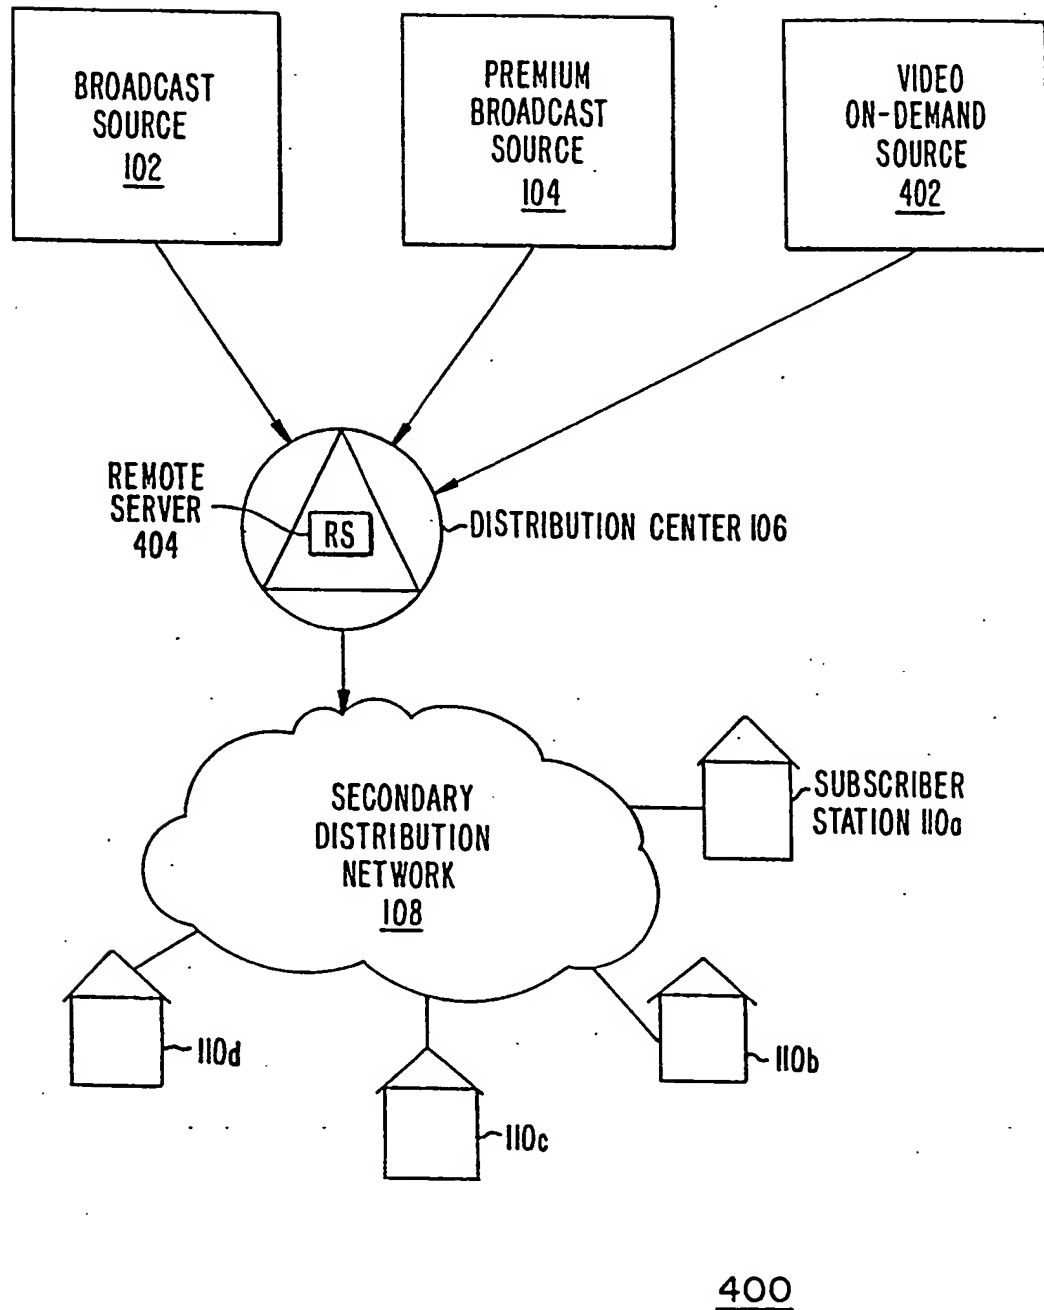 BROADCAST
SOURCE
102
PREMIUM
BROADCAST
SOURCE
104
VIDEO
ON-DEMAND
SOURCE
402
REMOTE
SERVER
404
RS
DISTRIBUTION CENTER 106
SECONDARY
DISTRIBUTION
NETWORK
108
SUBSCRIBER
STATION 110a
110d
110c
110b
400